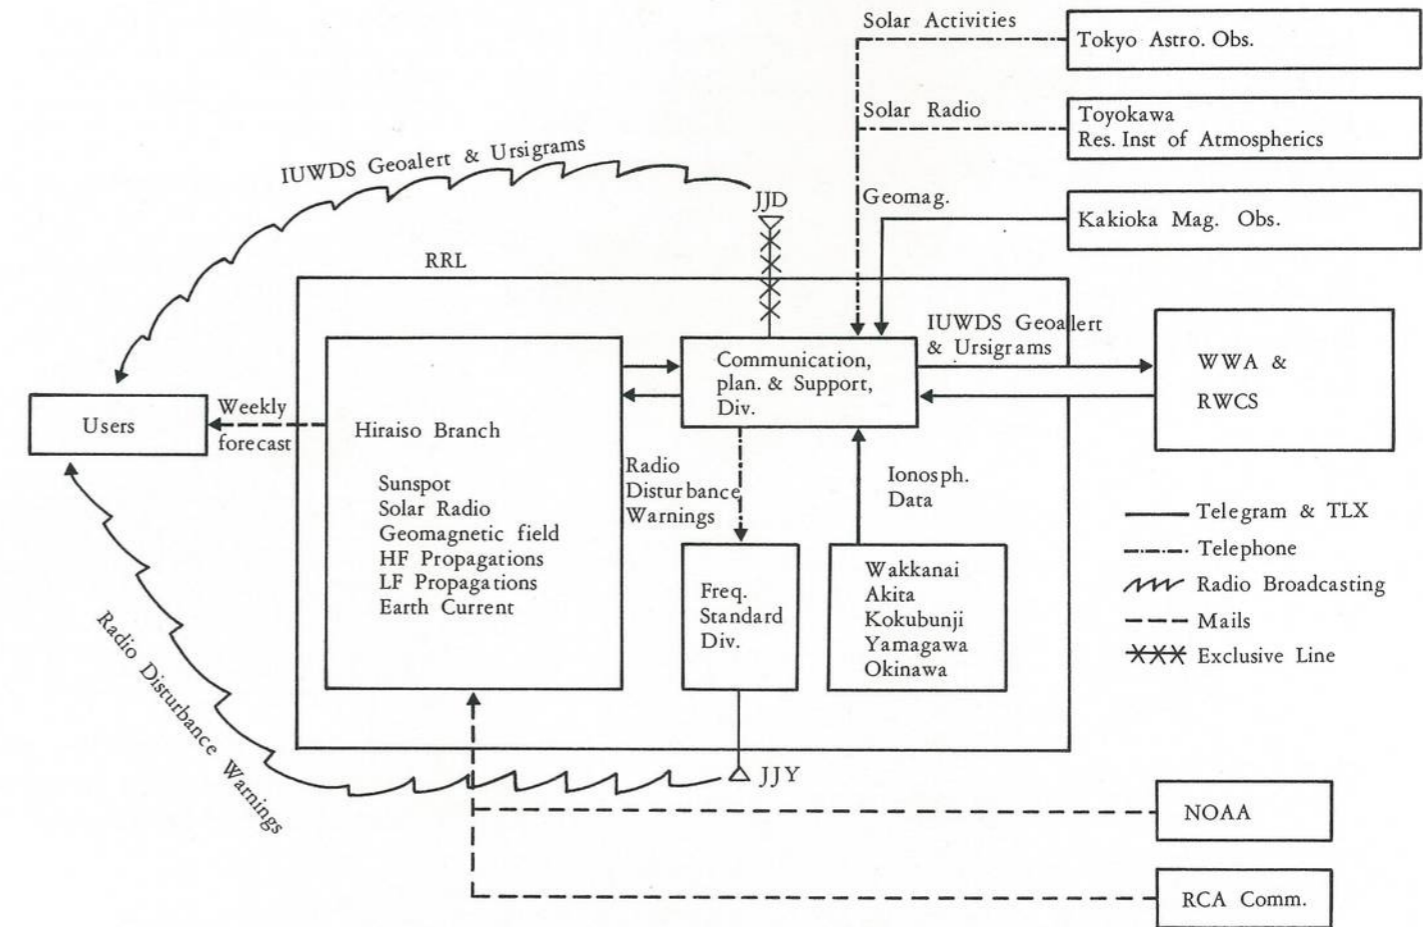 Solar Activities
Tokyo Astro. Obs.
Solar Radio
Toyokawa
Res. Inst of Atmospherics
IUWDS Geoalert & Ursigrams
JJD
Geomag.
Kakioka Mag. Obs.
RRL
IUWDS Geoalert
& Ursigrams
Communication,
plan. & Support,
Div.
WWA &
RWCS
Users
Weekly
forecast
Hiraiso Branch
Sunspot
Solar Radio
Geomagnetic field
HF Propagations
LF Propagations
Earth Current
Radio
Disturbance
Warnings
Ionosph.
Data
Freq.
Standard
Div.
Wakkanai
Akita
Kokubunji
Yamagawa
Okinawa
Telegram & TLX
Telephone
Radio Broadcasting
Mails
Exclusive Line
Radio Disturbance Warnings
JJY
NOAA
RCA Comm.